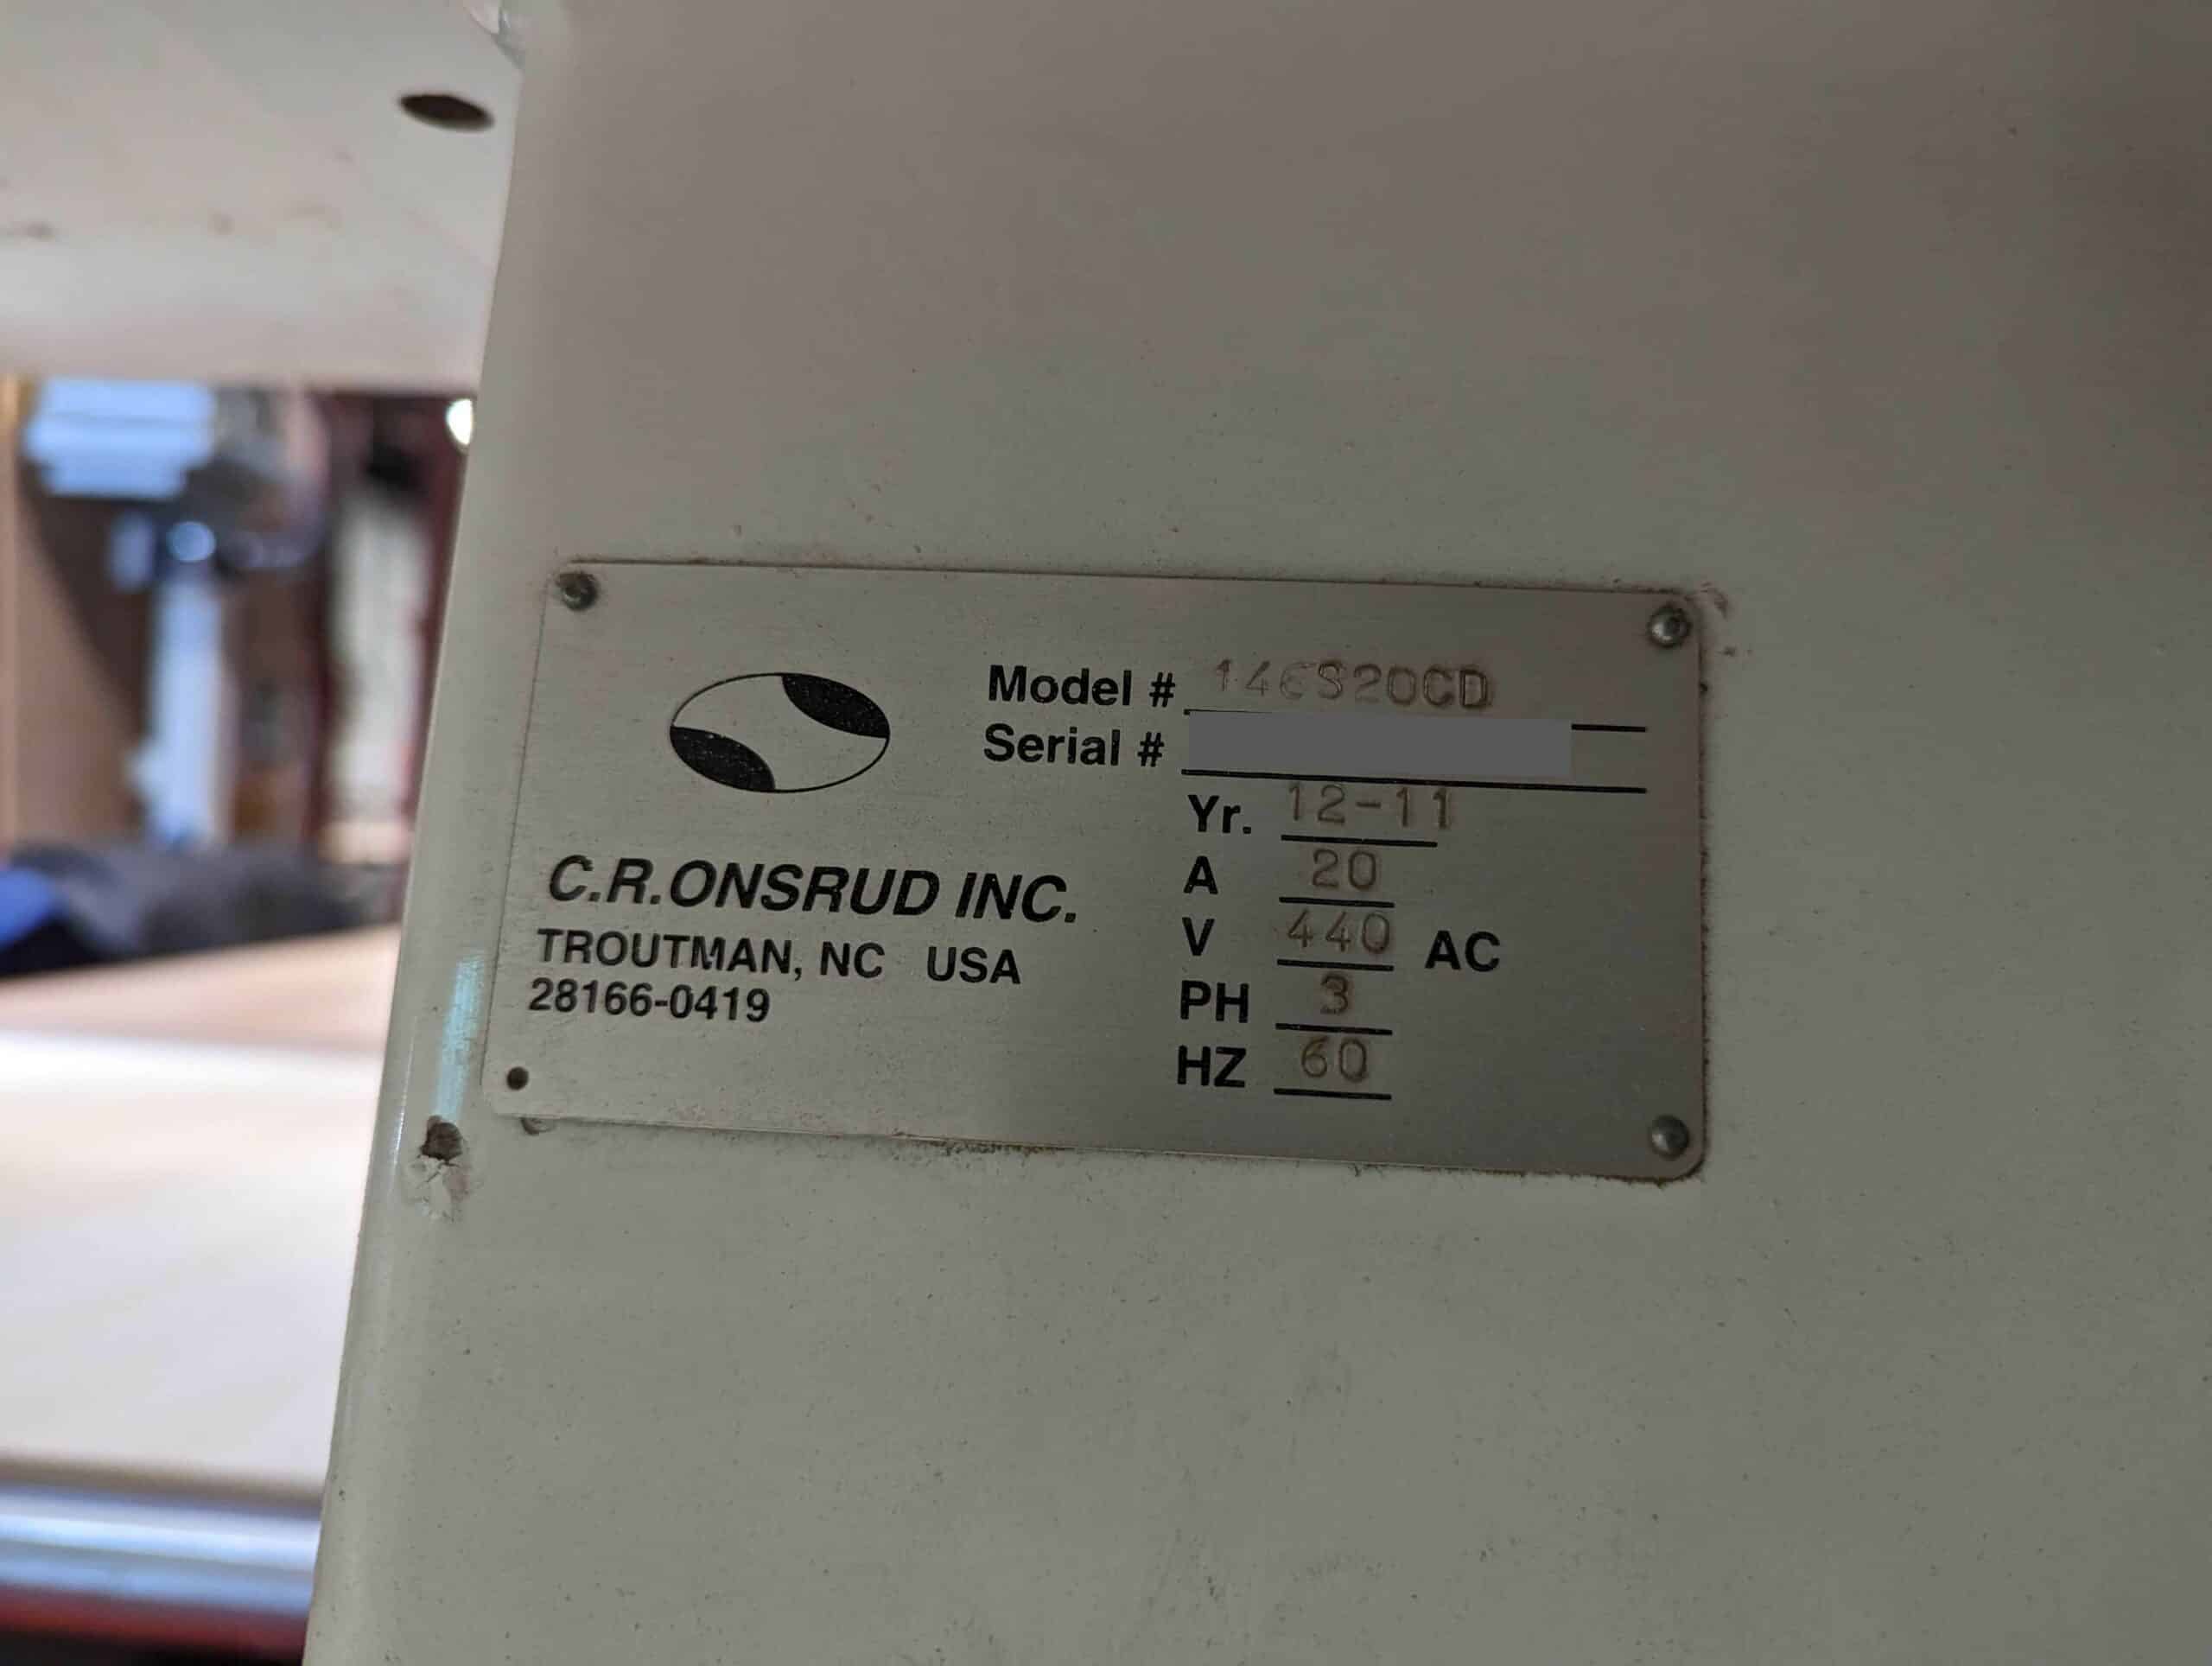 Model # 146S20CD
Serial #
Yr. 12-11
A 20
V 440 AC
PH 3
HZ 60
C.R.ONSRUD INC.
TROUTMAN, NC USA
28166-0419